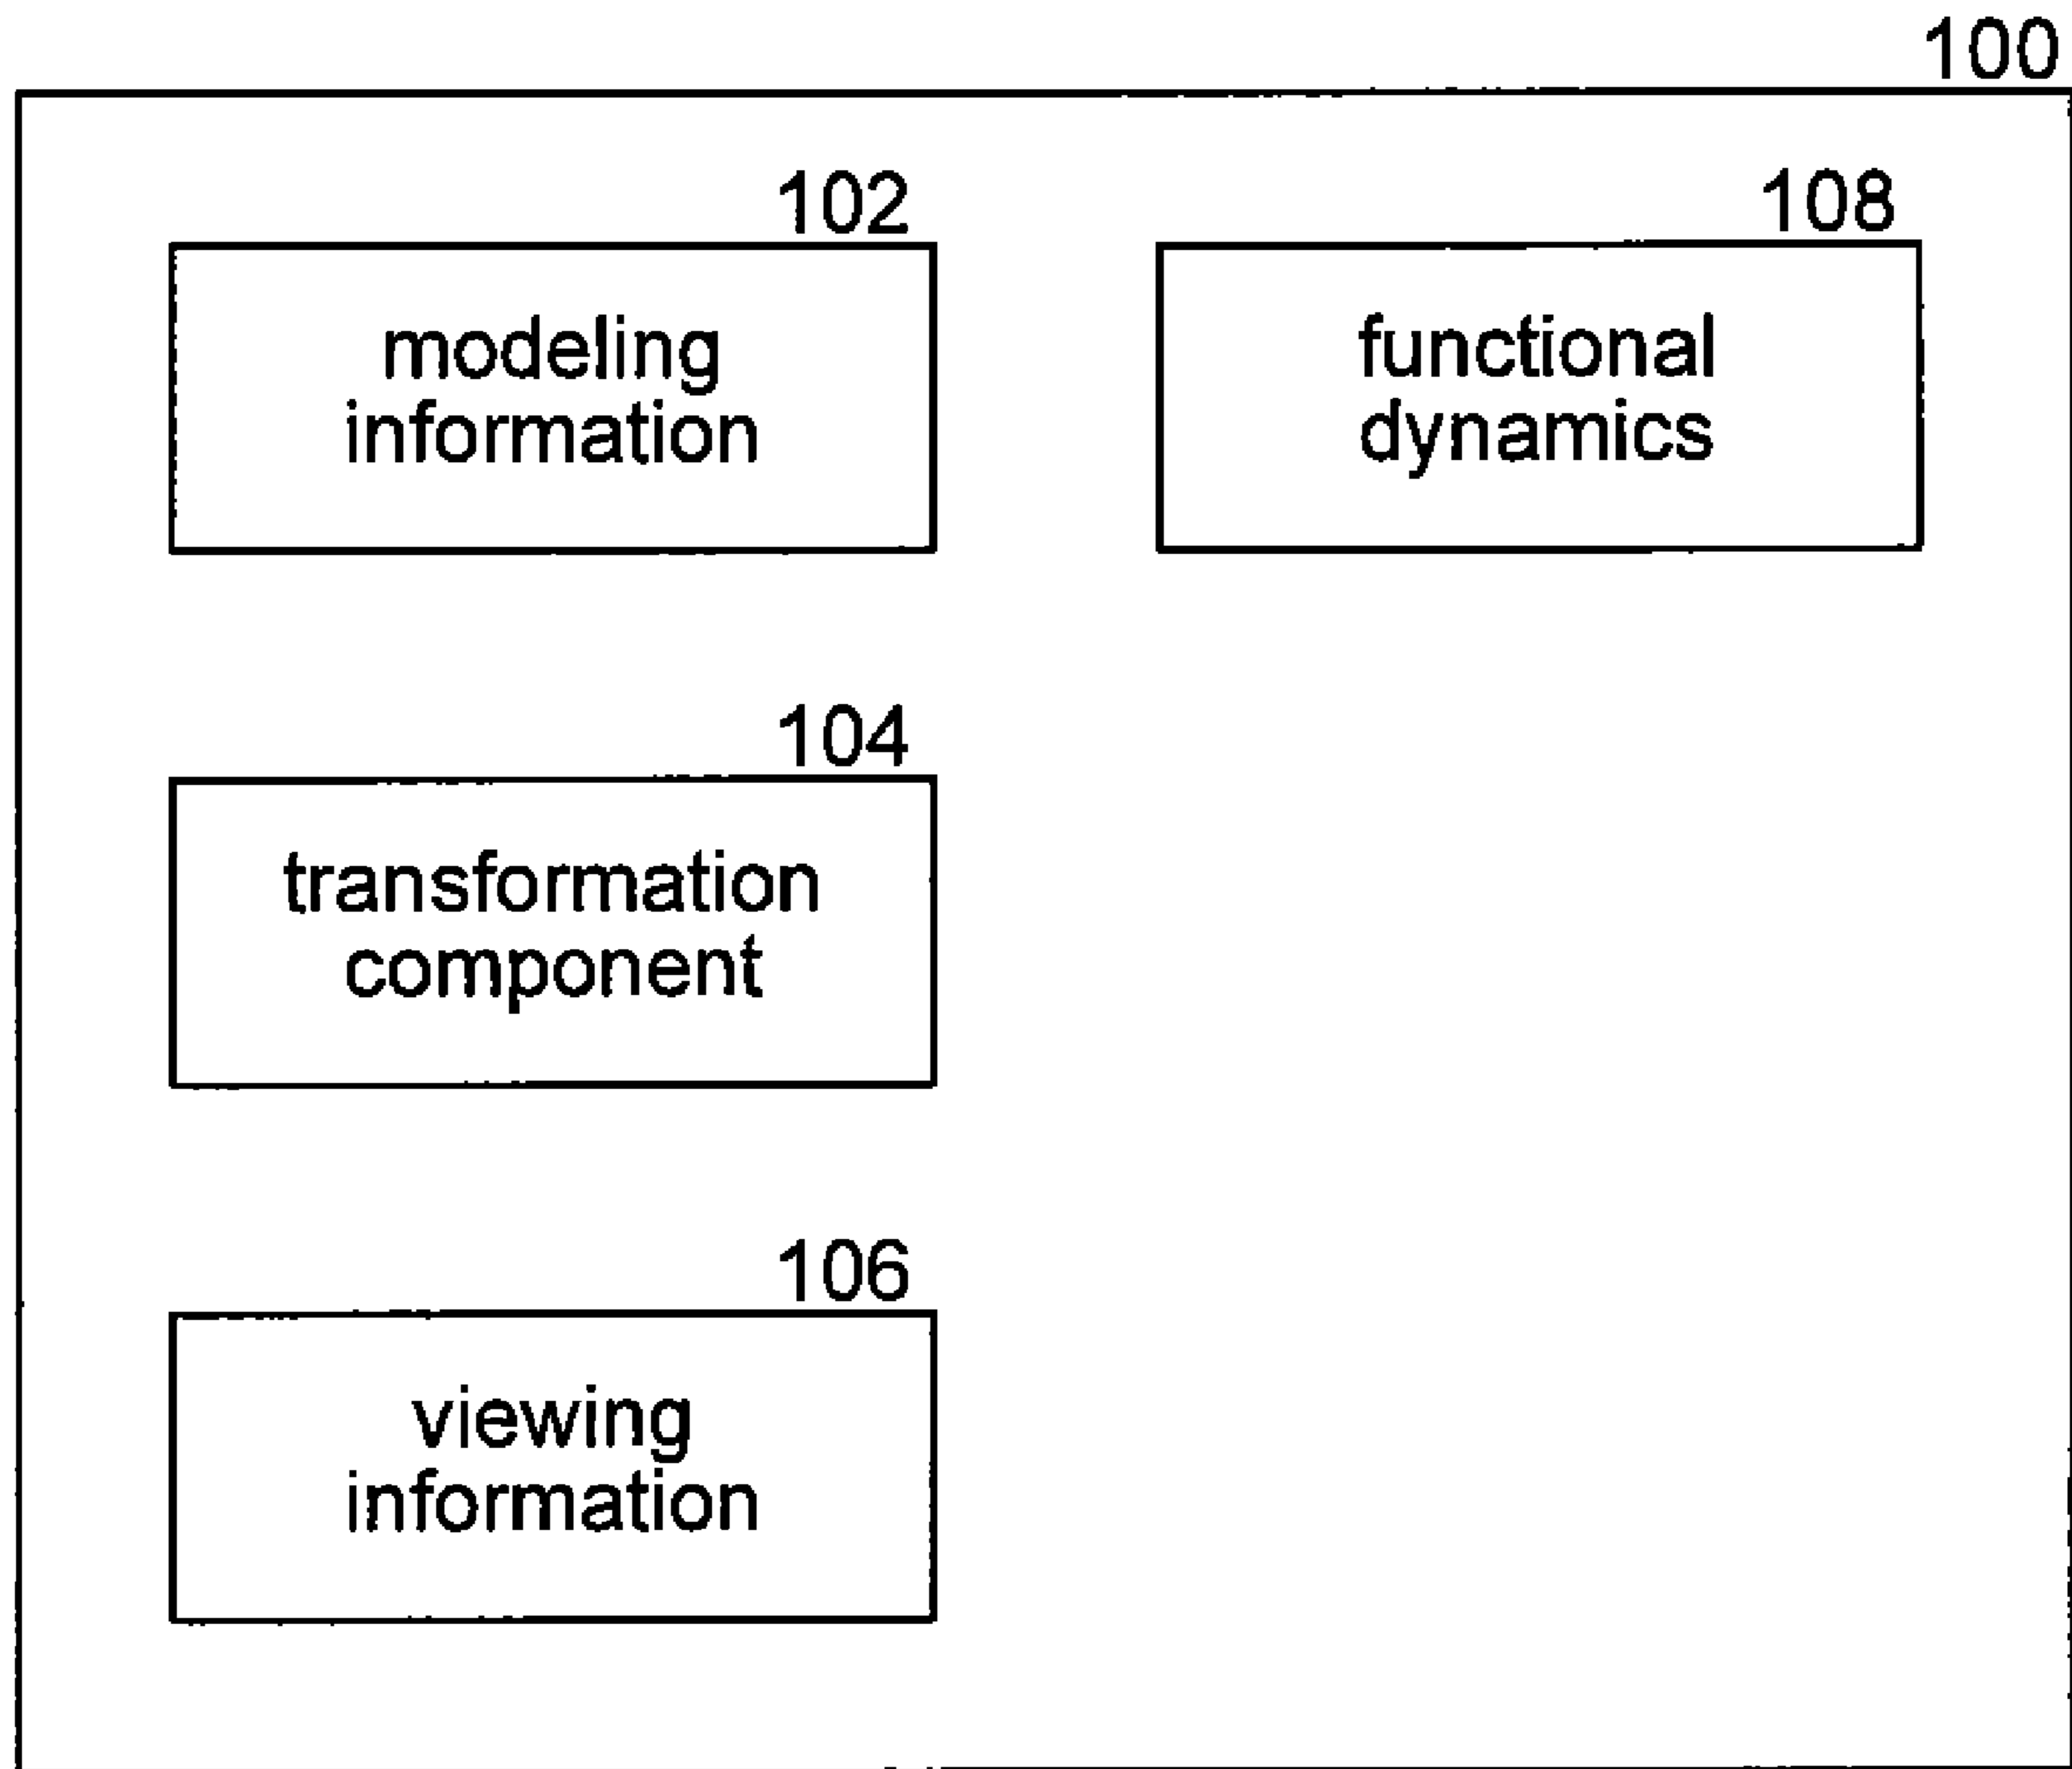 100
102
modeling
information
108
functional
dynamics
104
transformation
component
106
viewing
information